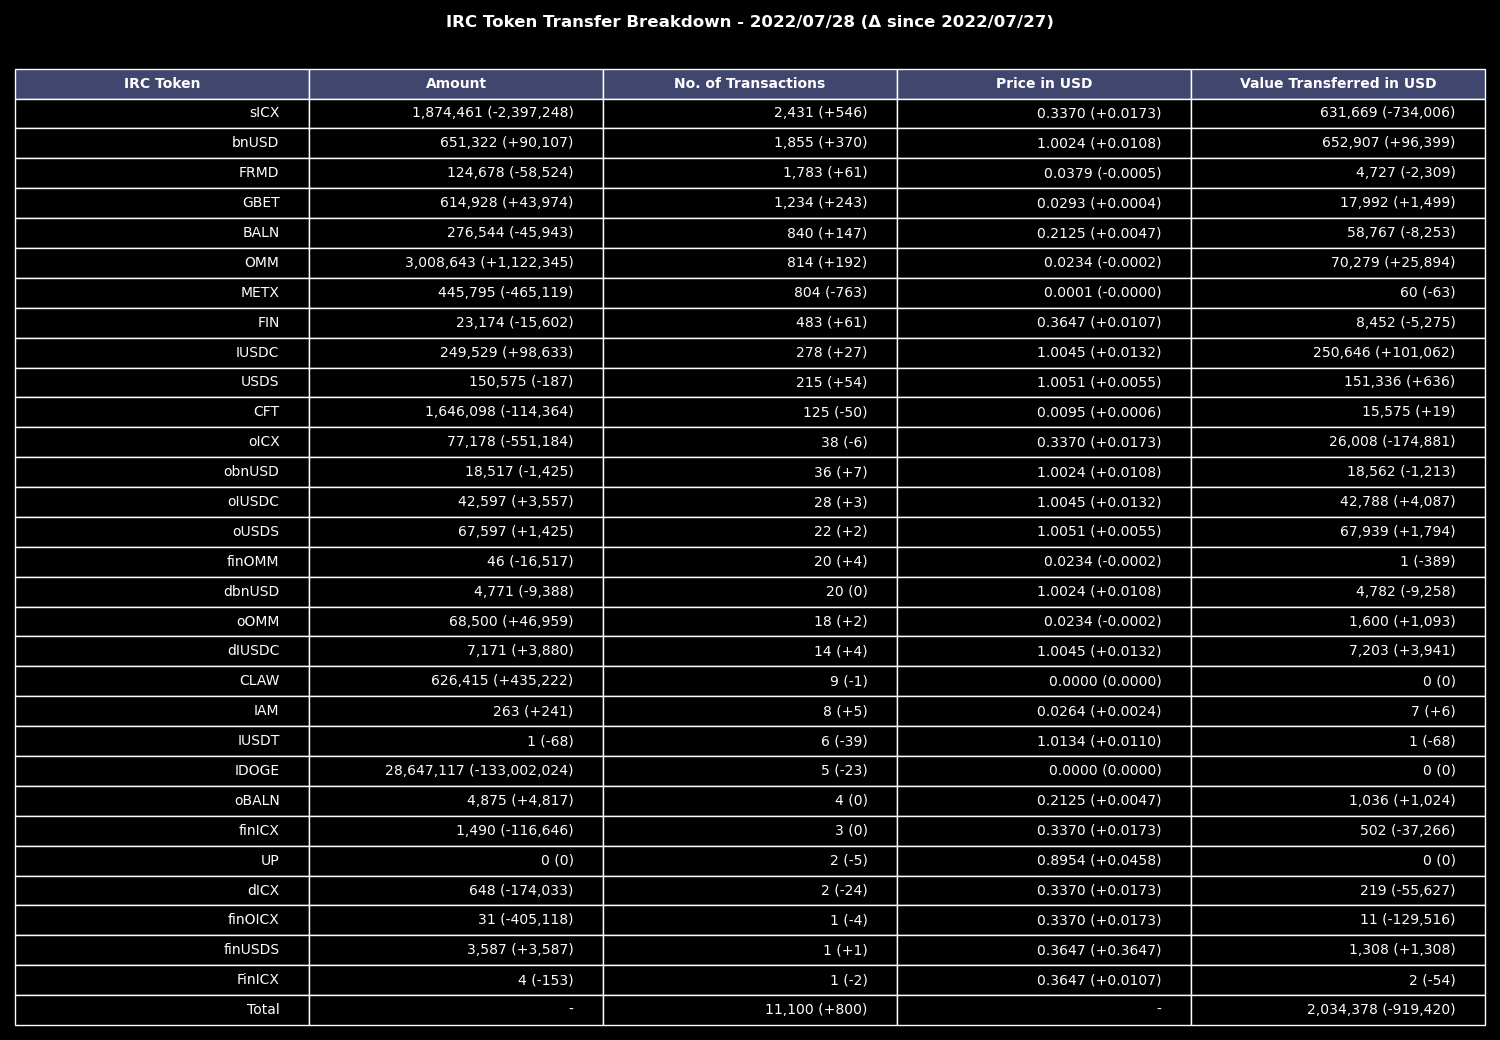 IRC Token Transfer Breakdown - 2022/07/28 (Δ since 2022/07/27)
IRC Token Amount No. of Transactions Price in USD Value Transferred in USD
sICX 1,874,461 (-2,397,248) 2,431 (+546) 0.3370 (+0.0173) 631,669 (-734,006)
bnUSD 651,322 (+90,107) 1,855 (+370) 1.0024 (+0.0108) 652,907 (+96,399)
FRMD 124,678 (-58,524) 1,783 (+61) 0.0379 (-0.0005) 4,727 (-2,309)
GBET 614,928 (+43,974) 1,234 (+243) 0.0293 (+0.0004) 17,992 (+1,499)
BALN 276,544 (-45,943) 840 (+147) 0.2125 (+0.0047) 58,767 (-8,253)
OMM 3,008,643 (+1,122,345) 814 (+192) 0.0234 (-0.0002) 70,279 (+25,894)
METX 445,795 (-465,119) 804 (-763) 0.0001 (-0.0000) 60 (-63)
FIN 23,174 (-15,602) 483 (+61) 0.3647 (+0.0107) 8,452 (-5,275)
IUSDC 249,529 (+98,633) 278 (+27) 1.0045 (+0.0132) 250,646 (+101,062)
USDS 150,575 (-187) 215 (+54) 1.0051 (+0.0055) 151,336 (+636)
CFT 1,646,098 (-114,364) 125 (-50) 0.0095 (+0.0006) 15,575 (+19)
oICX 77,178 (-551,184) 38 (-6) 0.3370 (+0.0173) 26,008 (-174,881)
obnUSD 18,517 (-1,425) 36 (+7) 1.0024 (+0.0108) 18,562 (-1,213)
oIUSDC 42,597 (+3,557) 28 (+3) 1.0045 (+0.0132) 42,788 (+4,087)
oUSDS 67,597 (+1,425) 22 (+2) 1.0051 (+0.0055) 67,939 (+1,794)
finOMM 46 (-16,517) 20 (+4) 0.0234 (-0.0002) 1 (-389)
dbnUSD 4,771 (-9,388) 20 (0) 1.0024 (+0.0108) 4,782 (-9,258)
oOMM 68,500 (+46,959) 18 (+2) 0.0234 (-0.0002) 1,600 (+1,093)
dIUSDC 7,171 (+3,880) 14 (+4) 1.0045 (+0.0132) 7,203 (+3,941)
CLAW 626,415 (+435,222) 9 (-1) 0.0000 (0.0000) 0 (0)
IAM 263 (+241) 8 (+5) 0.0264 (+0.0024) 7 (+6)
IUSDT 1 (-68) 6 (-39) 1.0134 (+0.0110) 1 (-68)
IDOGE 28,647,117 (-133,002,024) 5 (-23) 0.0000 (0.0000) 0 (0)
oBALN 4,875 (+4,817) 4 (0) 0.2125 (+0.0047) 1,036 (+1,024)
finICX 1,490 (-116,646) 3 (0) 0.3370 (+0.0173) 502 (-37,266)
UP 0 (0) 2 (-5) 0.8954 (+0.0458) 0 (0)
dICX 648 (-174,033) 2 (-24) 0.3370 (+0.0173) 219 (-55,627)
finOICX 31 (-405,118) 1 (-4) 0.3370 (+0.0173) 11 (-129,516)
finUSDS 3,587 (+3,587) 1 (+1) 0.3647 (+0.3647) 1,308 (+1,308)
FinICX 4 (-153) 1 (-2) 0.3647 (+0.0107) 2 (-54)
Total - 11,100 (+800) - 2,034,378 (-919,420)